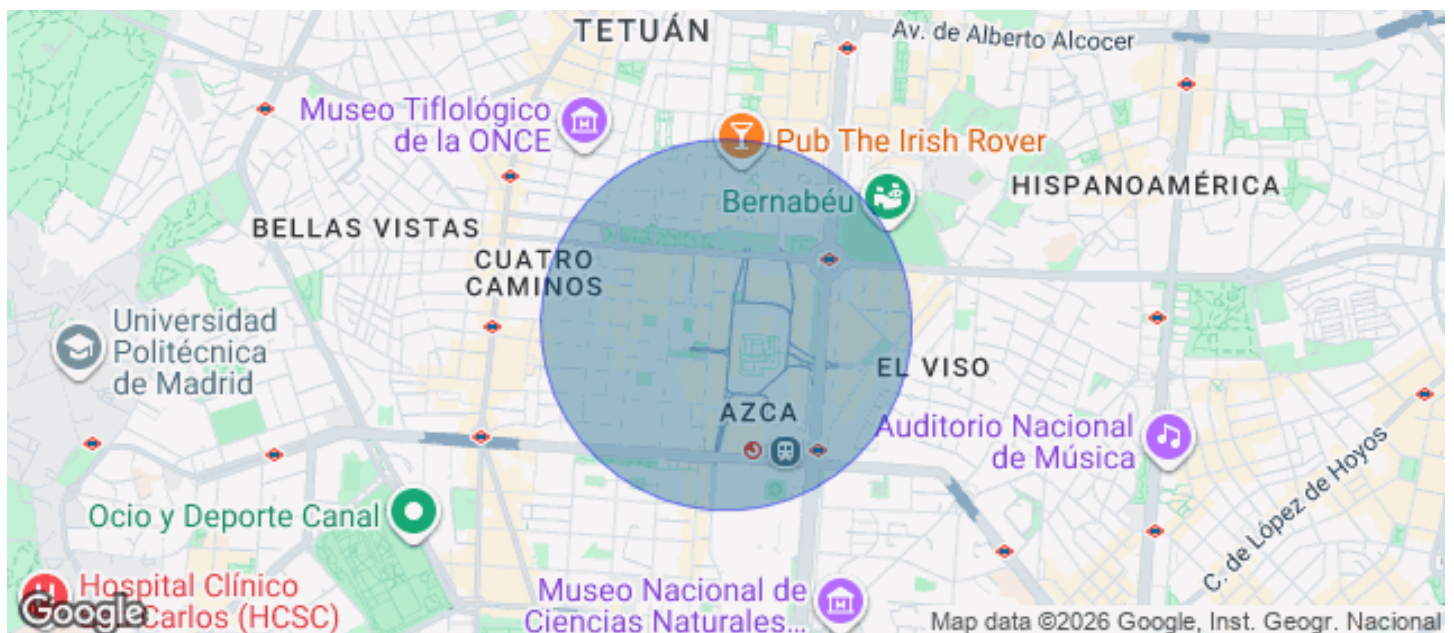 TETUÁN
Av. de Alberto Alcocer
Museo Tiflológico
de la ONCE
Pub The Irish Rover
Bernabéu
HISPANOAMÉRICA
BELLAS VISTAS
CUATRO
CAMINOS
Universidad
Politécnica
de Madrid
EL VISO
AZCA
Auditorio Nacional
de Música
C. de López de Hoyos
Ocio y Deporte Canal
Hospital Clínico
Carlos (HCSC)
Google
Museo Nacional de
Ciencias Naturales...
Map data ©2026 Google, Inst. Geogr. Nacional